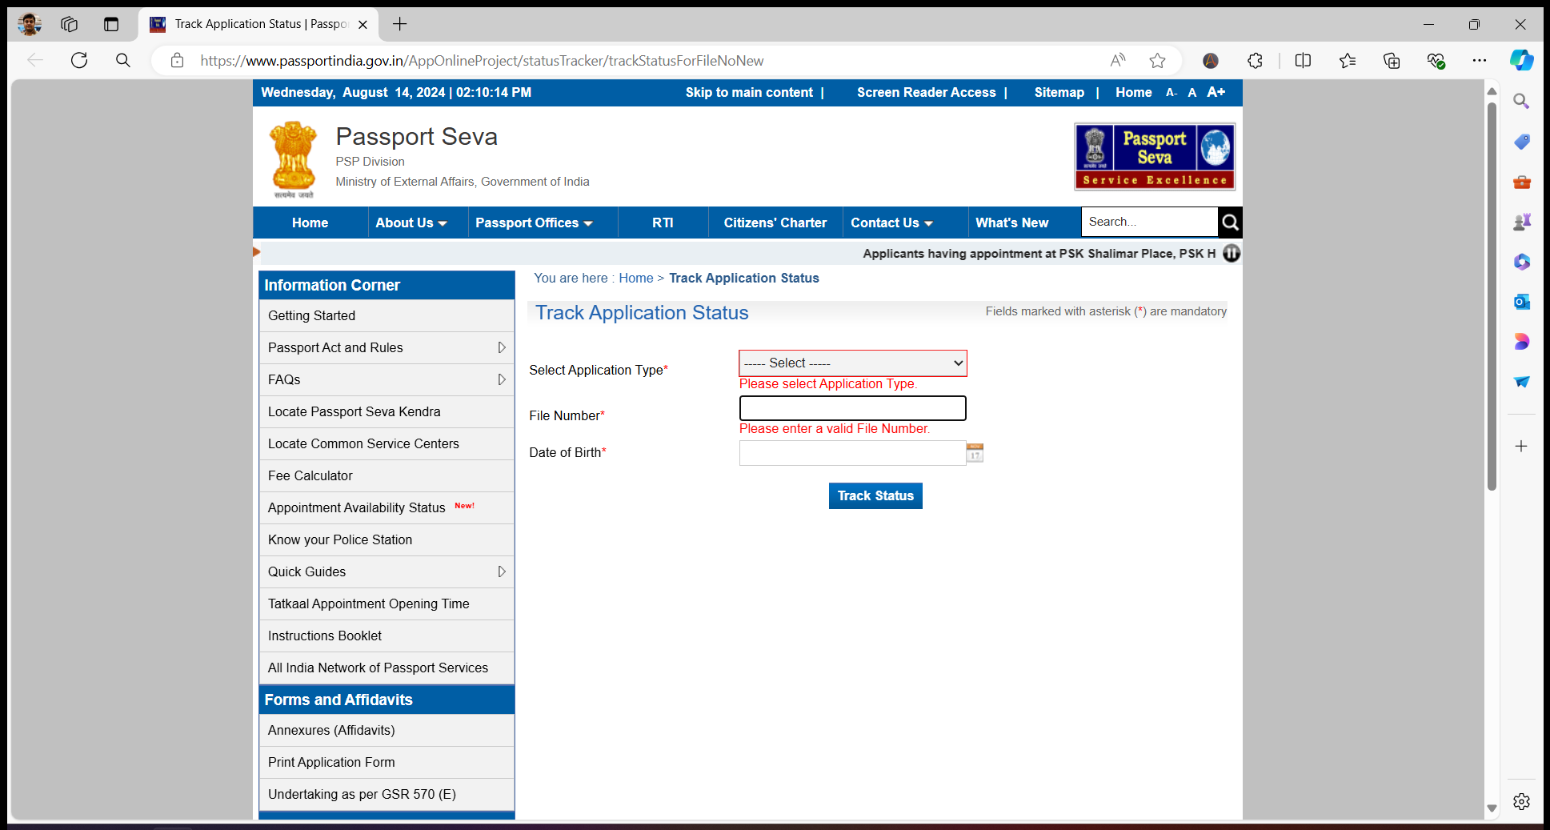 Track Application Status | Passpo
https://www.passportindia.gov.in/AppOnlineProject/statusTracker/trackStatusForFileNoNew
Wednesday, August 14, 2024 | 02:10:14 PM
Skip to main content |
Screen Reader Access |
Sitemap |
Home
A-
A
A+
Passport Seva
PSP Division
Ministry of External Affairs, Government of India
सत्यमेव जयते
Passport
Seva
Service Excellence
Home
About Us
Passport Offices
RTI
Citizens' Charter
Contact Us
What's New
Search...
Applicants having appointment at PSK Shalimar Place, PSK H
Information Corner
Getting Started
Passport Act and Rules
FAQs
Locate Passport Seva Kendra
Locate Common Service Centers
Fee Calculator
Appointment Availability Status New!
Know your Police Station
Quick Guides
Tatkaal Appointment Opening Time
Instructions Booklet
All India Network of Passport Services
Forms and Affidavits
Annexures (Affidavits)
Print Application Form
Undertaking as per GSR 570 (E)
You are here : Home > Track Application Status
Track Application Status
Fields marked with asterisk (*) are mandatory
Select Application Type*
----- Select -----
Please select Application Type.
File Number*
Please enter a valid File Number.
Date of Birth*
17
Track Status